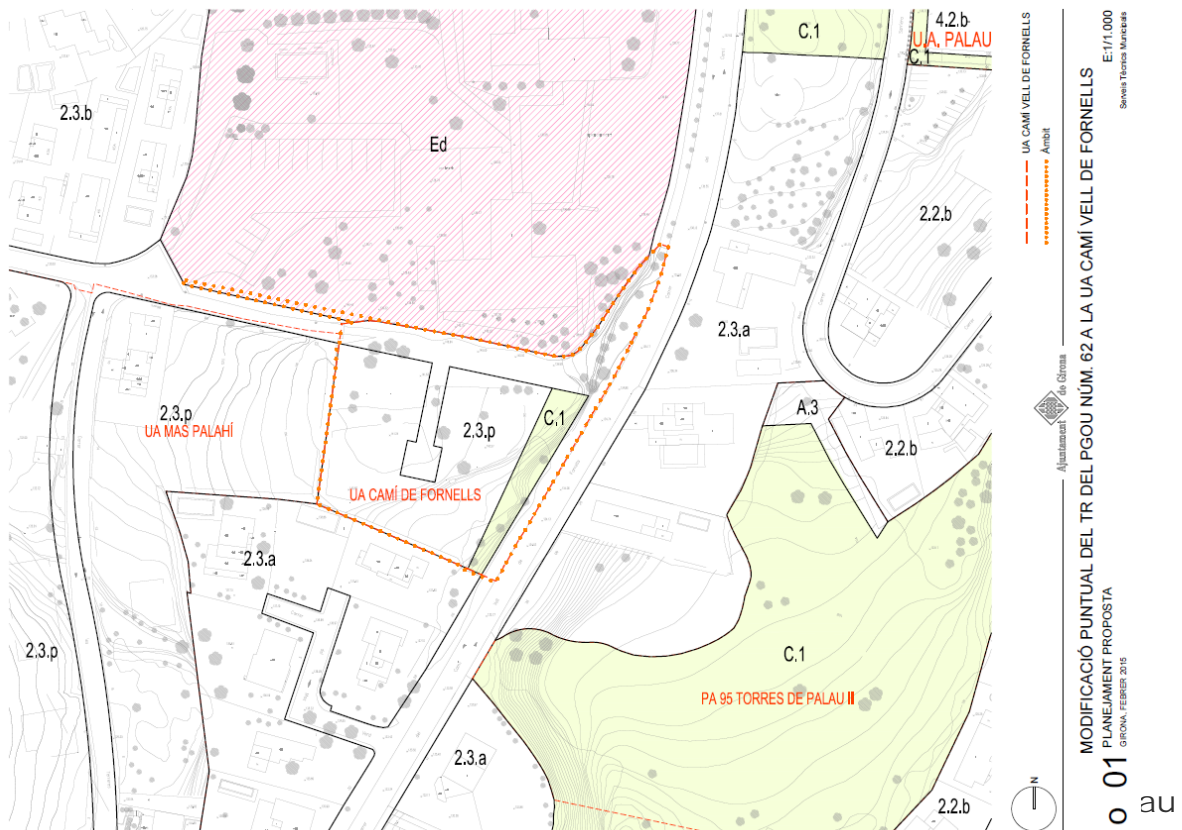 C.1
4.2.b
U.A. PALAU
C.1
2.3.b
Ed
2.2.b
2.3.a
2.3.p
UA MAS PALAHÍ
2.3.p
C.1
A.3
2.2.b
UA CAMÍ DE FORNELLS
2.3.a
2.3.p
C.1
PA 95 TORRES DE PALAU II
2.3.a
2.2.b
UA CAMÍ VELL DE FORNELLS
Àmbit
Ajuntament de Girona
MODIFICACIÓ PUNTUAL DEL TR DEL PGOU NÚM. 62 A LA UA CAMÍ VELL DE FORNELLS
E:1/1.000
Serveis Tècnics Municipals
PLANEJAMENT PROPOSTA
GIRONA, FEBRER 2015
o 01
N
au